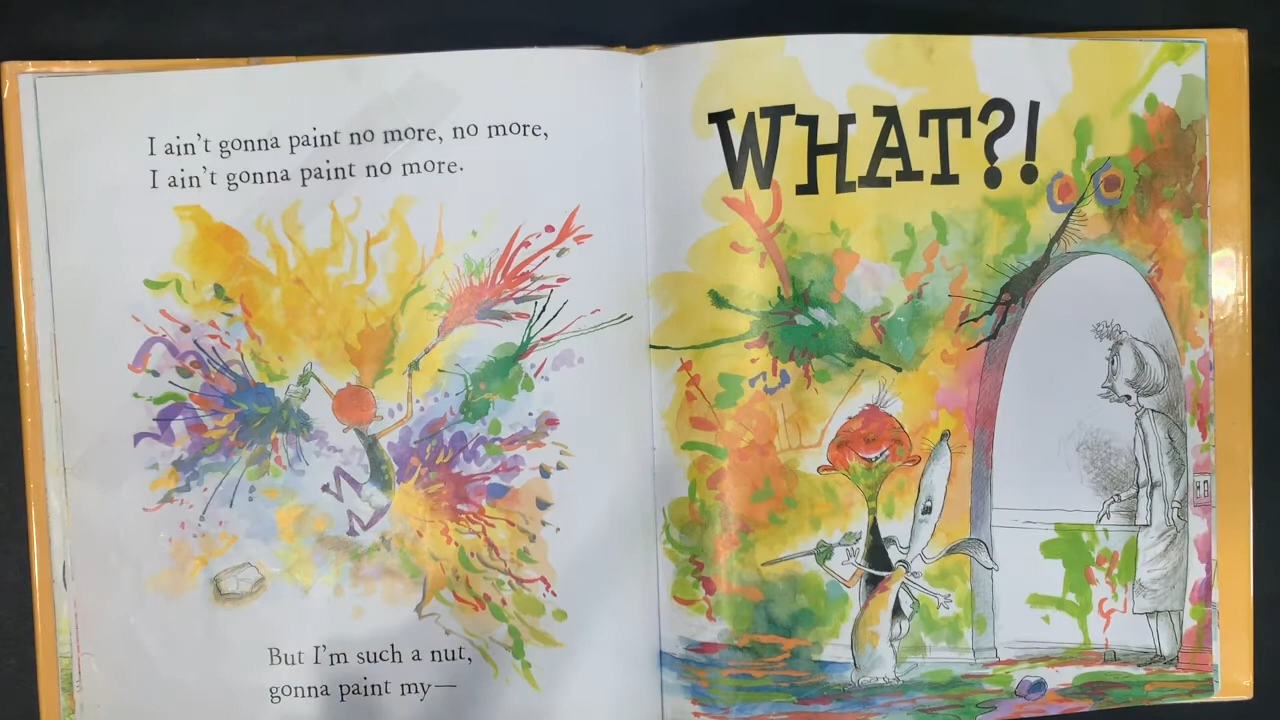 I ain't gonna paint no more, no more,
I ain't gonna paint no more.
But I'm such a nut,
gonna paint my—
WHAT?!